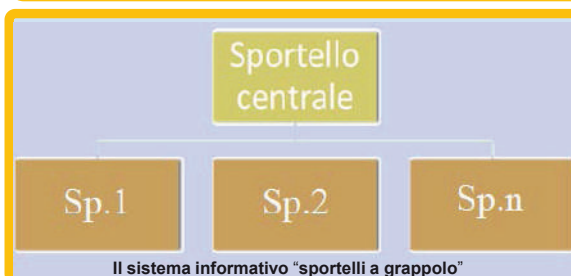 Sportello
centrale
Sp.1
Sp.2
Sp.n
Il sistema informativo “sportelli a grappolo”